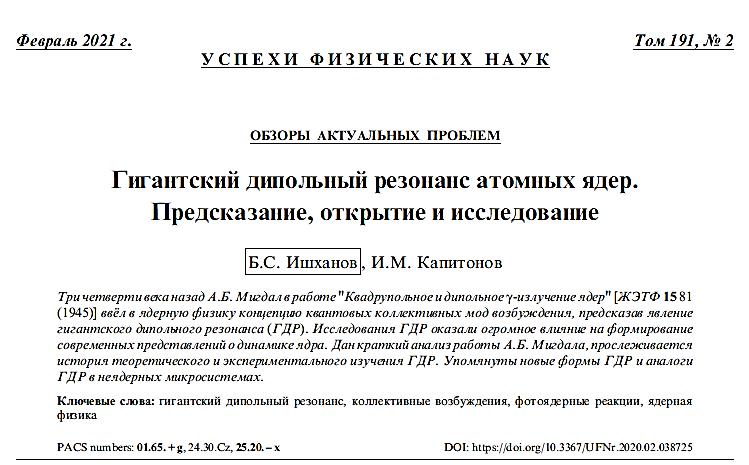 Февраль 2021 г.
Том 191, № 2
УСПЕХИ ФИЗИЧЕСКИХ НАУК
ОБЗОРЫ АКТУАЛЬНЫХ ПРОБЛЕМ
Гигантский дипольный резонанс атомных ядер.
Предсказание, открытие и исследование
Б.С. Ишханов, И.М. Капитонов
Три четверти века назад А.Б. Мигдал в работе "Квадрупольное и дипольное γ-излучение ядер" [ЖЭТФ 15 81
(1945)] ввёл в ядерную физику концепцию квантовых коллективных мод возбуждения, предсказав явление
гигантского дипольного резонанса (ГДР). Исследования ГДР оказали огромное влияние на формирование
современных представлений о динамике ядра. Дан краткий анализ работы А.Б. Мигдала, прослеживается
история теоретического и экспериментального изучения ГДР. Упомянуты новые формы ГДР и аналоги
ГДР в неядерных микросистемах.
Ключевые слова: гигантский дипольный резонанс, коллективные возбуждения, фотоядерные реакции, ядерная
физика
PACS numbers: 01.65.+g, 24.30.Cz, 25.20.–x
DOI: https://doi.org/10.3367/UFNr.2020.02.038725